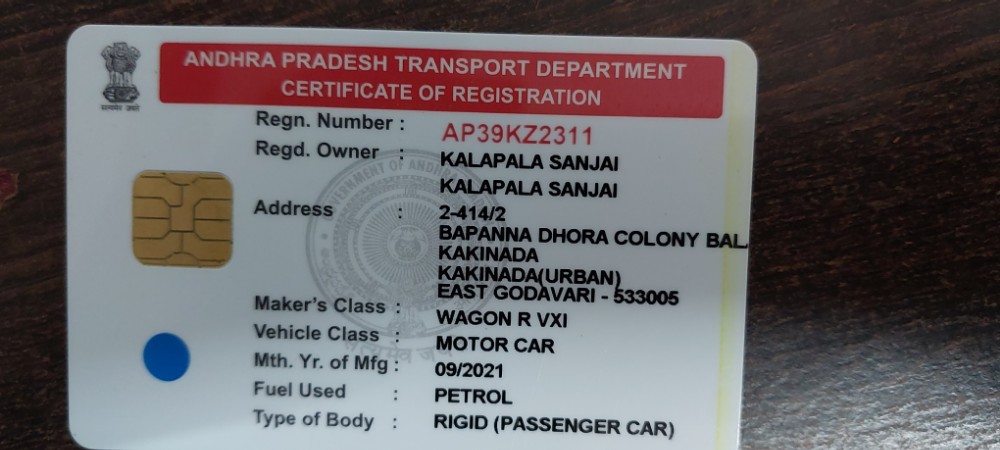 ANDHRA PRADESH TRANSPORT DEPARTMENT
CERTIFICATE OF REGISTRATION
Regn. Number : AP39KZ2311
Regd. Owner : KALAPALA SANJAI
KALAPALA SANJAI
Address : 2-414/2
BAPANNA DHORA COLONY BAL
KAKINADA
KAKINADA(URBAN)
EAST GODAVARI - 533005
Maker's Class : WAGON R VXI
Vehicle Class : MOTOR CAR
Mth. Yr. of Mfg : 09/2021
Fuel Used : PETROL
Type of Body : RIGID (PASSENGER CAR)